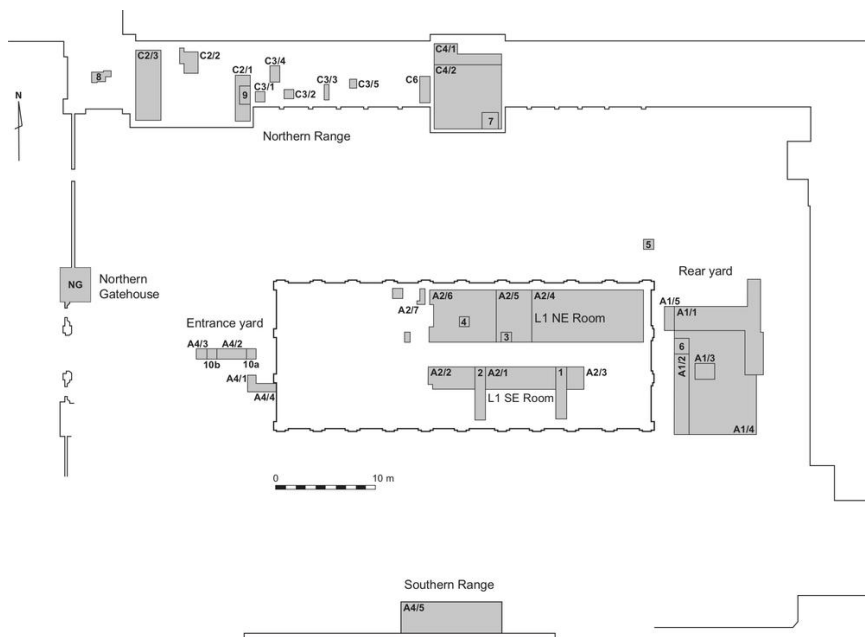 C4/1
C2/3
C2/2
C3/4
C2/1
C4/2
8
C3/3
C3/5
C6
9
C3/1
C3/2
N
7
Northern Range
5
Rear yard
NG
Northern
Gatehouse
A2/6
A2/5
A2/4
A1/5
A2/7
A1/1
Entrance yard
4
L1 NE Room
3
A4/3
A4/2
6
10b
10a
A1/2
A1/3
A4/1
A2/2
2
A2/1
1
A2/3
A4/4
L1 SE Room
A1/4
0
10 m
Southern Range
A4/5